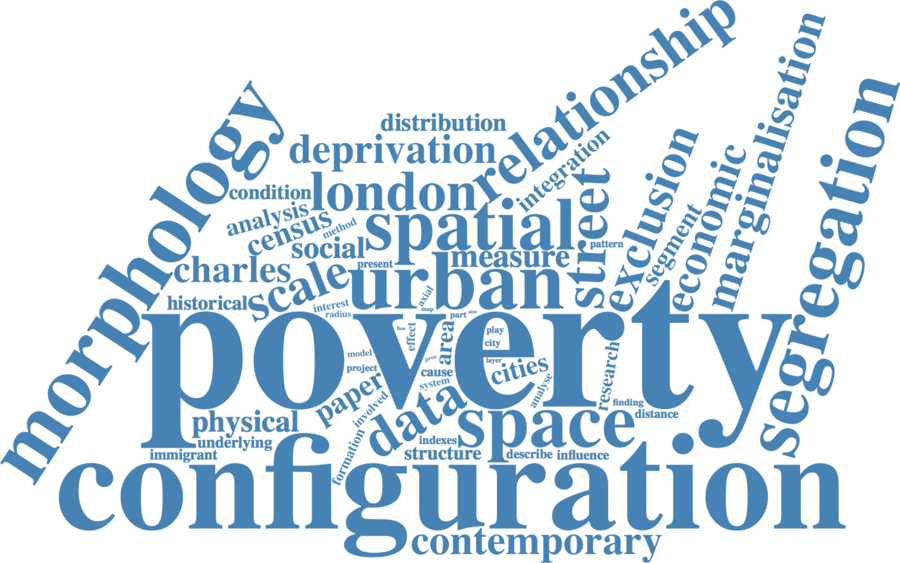 relationship
marginalisation
segregation
morphology
distribution
deprivation
integration
exclusion
economic
condition
london
street
analysis
census
method
spatial
segment
social
measure
pattern
charles
scale
present
urban
historical
interest
radius
axial
map
part
aim
poverty
line
effect
area
play
city
model
project
proc
layer
cause
system
cities
analyse
research
paper
involved
data
space
finding
distance
physical
underlying
immigrant
formation
indexes
structure
describe
influence
configuration
contemporary